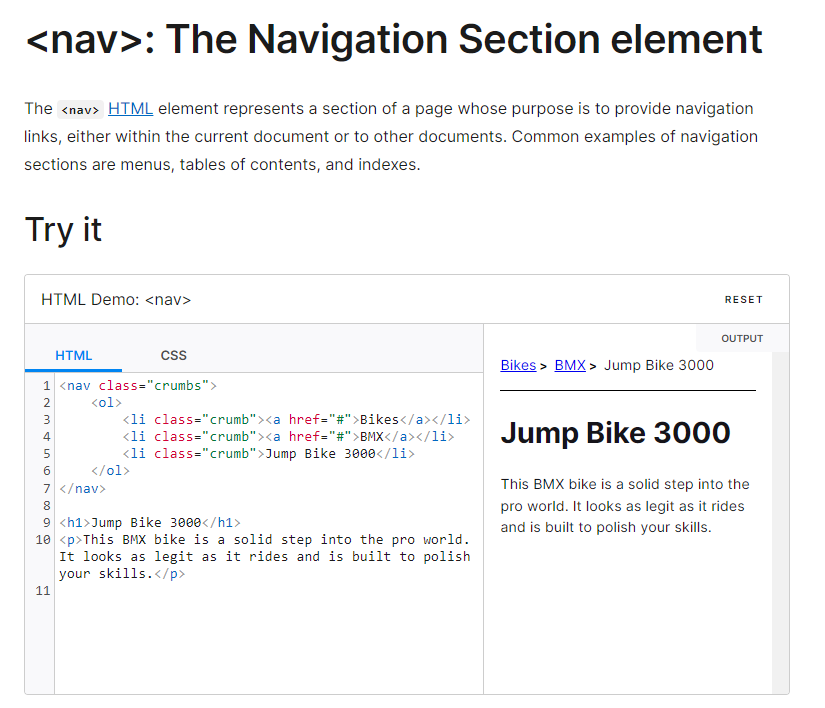 <nav>: The Navigation Section element
The <nav> HTML element represents a section of a page whose purpose is to provide navigation
links, either within the current document or to other documents. Common examples of navigation
sections are menus, tables of contents, and indexes.
Try it
HTML Demo: <nav>
RESET
HTML
CSS
1 <nav class="crumbs">
2     <ol>
3         <li class="crumb"><a href="#">Bikes</a></li>
4         <li class="crumb"><a href="#">BMX</a></li>
5         <li class="crumb">Jump Bike 3000</li>
6     </ol>
7 </nav>
8
9 <h1>Jump Bike 3000</h1>
10 <p>This BMX bike is a solid step into the pro world.
It looks as legit as it rides and is built to polish
your skills.</p>
11
OUTPUT
Bikes > BMX > Jump Bike 3000
Jump Bike 3000
This BMX bike is a solid step into the
pro world. It looks as legit as it rides
and is built to polish your skills.